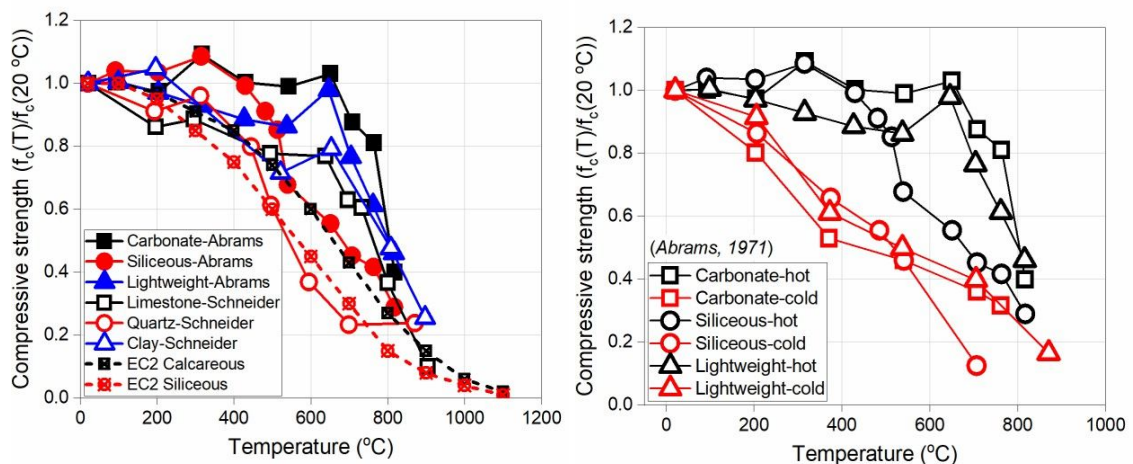 Compressive strength (f_c(T)/f_c(20 ºC))
1.2
1.0
0.8
0.6
0.4
0.2
0.0
Carbonate-Abrams
Siliceous-Abrams
Lightweight-Abrams
Limestone-Schneider
Quartz-Schneider
Clay-Schneider
EC2 Calcareous
EC2 Siliceous
0 200 400 600 800 1000 1200
Temperature (ºC)
Compressive strength (f_c(T)/f_c(20 ºC))
1.2
1.0
0.8
0.6
0.4
0.2
0.0
(Abrams, 1971)
Carbonate-hot
Carbonate-cold
Siliceous-hot
Siliceous-cold
Lightweight-hot
Lightweight-cold
0 200 400 600 800 1000
Temperature (ºC)